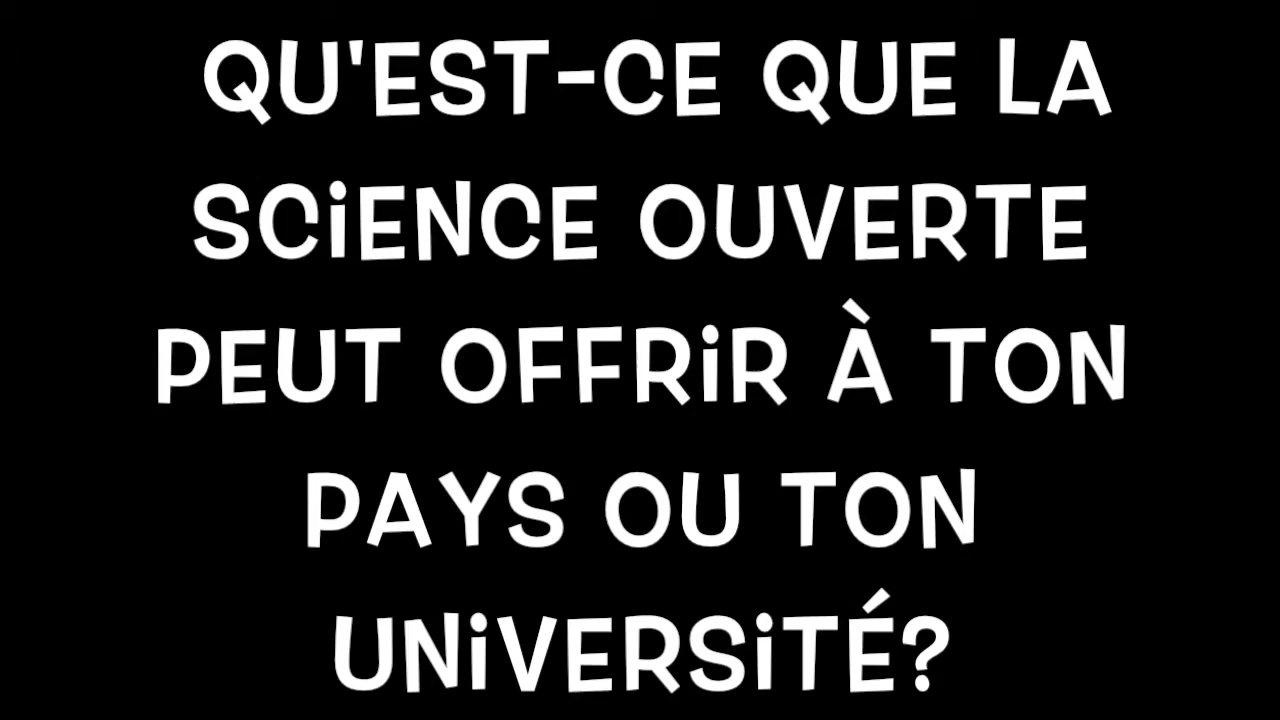 QU'EST-CE QUE LA
SCiENCE OUVERTE
PEUT OFFRiR À TON
PAYS OU TON
UNiVERSiTÉ?